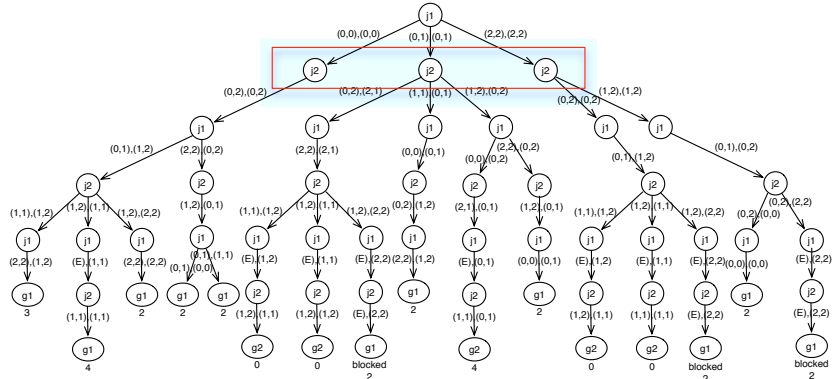 j1
(0,0),(0,0) (0,1),(0,1) (2,2),(2,2)
j2 j2 j2
(0,2),(0,2) (0,2),(2,1) (1,1),(0,1) (1,2),(0,2) (0,2),(0,2) (1,2),(1,2)
j1 j1 j1 j1 j1 j1
(0,1),(1,2) (2,2),(0,2) (2,2),(2,1) (0,0),(0,1) (0,0),(0,2) (2,2),(0,2) (0,1),(1,2) (0,1),(0,2)
j2 j2 j2 j2 j2 j2 j2 j2
(1,1),(1,2) (1,2),(1,1) (1,2),(2,2) (1,2),(0,1) (1,1),(1,2) (1,2),(1,1) (1,2),(2,2) (0,2),(1,2) (2,1),(0,1) (1,2),(0,1) (1,1),(1,2) (1,2),(1,1) (1,2),(2,2) (0,2),(0,0) (0,2),(2,2)
j1 j1 j1 j1 j1 j1 j1 j1 j1 j1 j1 j1 j1 j1 j1
(2,2),(1,2) (E),(1,1) (2,2),(2,2) (0,1),(0,0) (0,1),(1,1) (E),(1,2) (E),(1,1) (E),(2,2) (2,2),(1,2) (E),(0,1) (0,0),(0,1) (E),(1,2) (E),(1,1) (E),(2,2) (0,0),(0,0) (E),(2,2)
g1 j2 g1 g1 g1 j2 j2 j2 g1 j2 g1 j2 j2 j2 g1 j2
3 2 2 2 2 2 2
(1,1),(1,1) (1,2),(1,1) (1,2),(1,1) (E),(2,2) (1,1),(0,1) (1,2),(1,1) (1,1),(1,1) (E),(2,2) (E),(2,2)
g1 g2 g2 g1 g2 g2 g2 g1 g1
4 0 0 blocked 4 0 0 blocked blocked
2 2